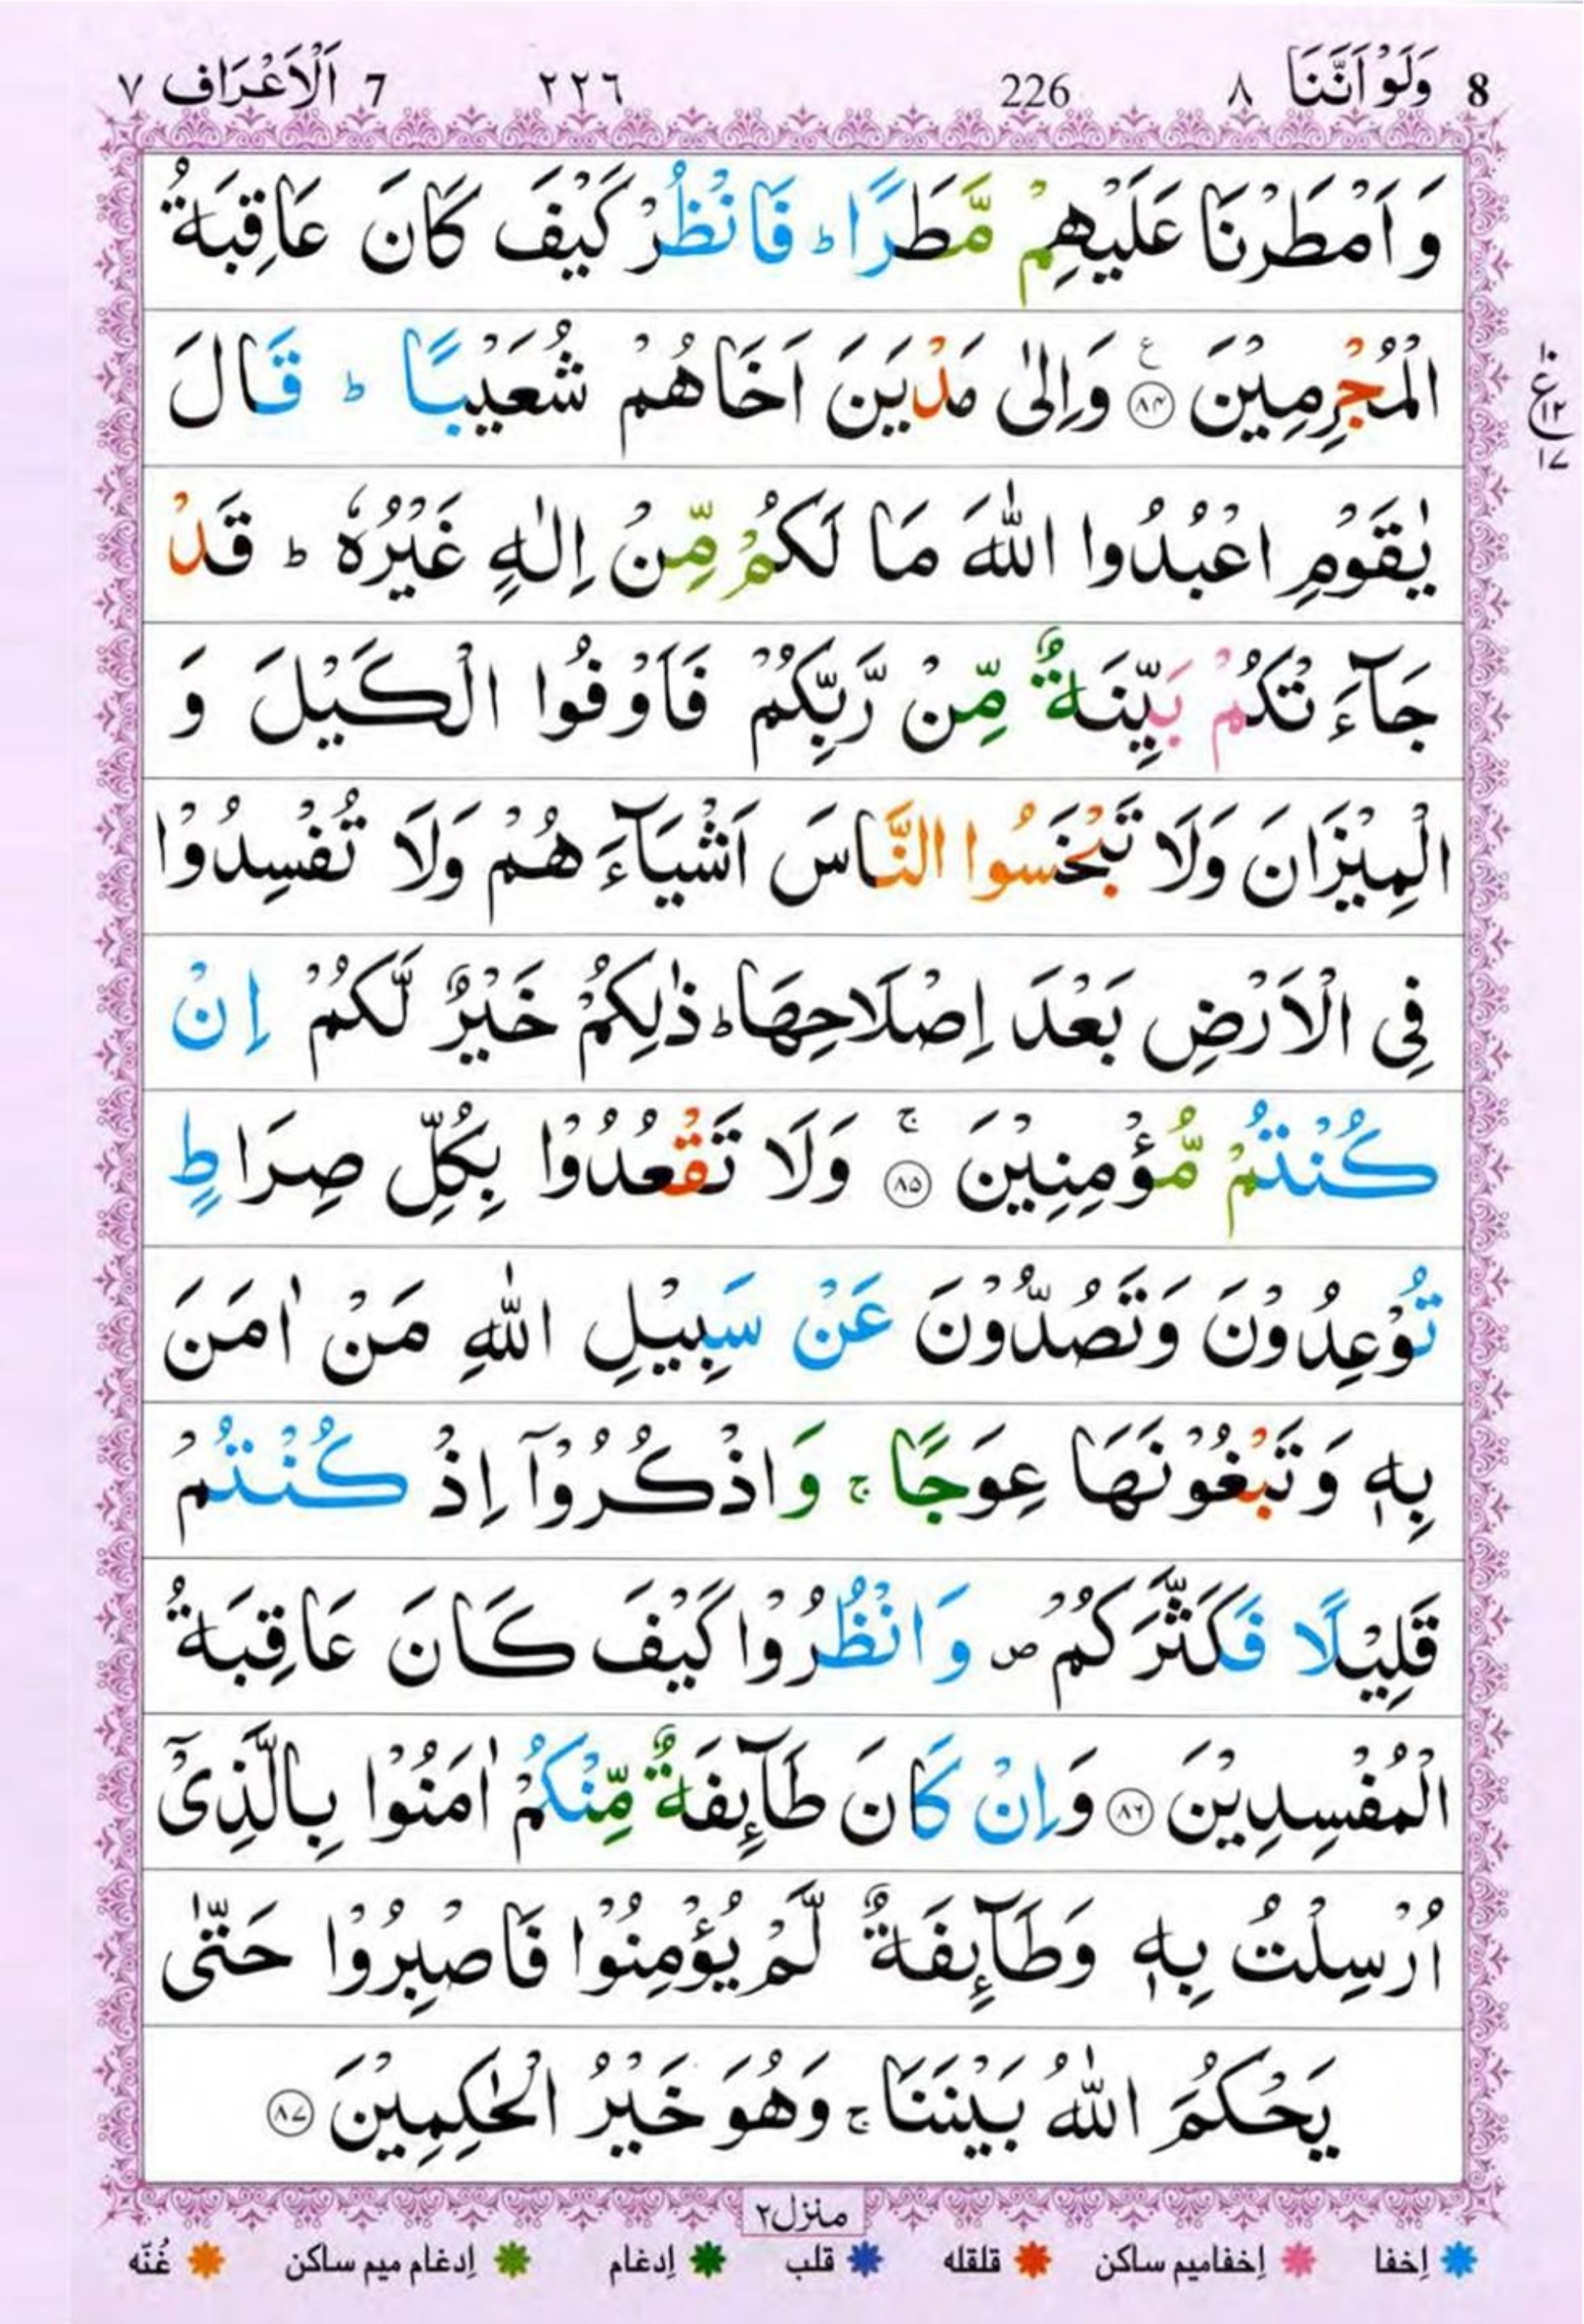 8 وَلَوْ اَنَّنَا ٨ 226 ٢٢٦ 7 اَلْاَعْرَاف ٧
وَ اَمْطَرْنَا عَلَيْهِمْ مَّطَرًا ؕ فَانْظُرْ كَيْفَ كَانَ عَاقِبَةُ
الْمُجْرِمِيْنَ ﴿٨٤﴾ ع وَاِلٰى مَدْيَنَ اَخَاهُمْ شُعَيْبًا ؕ قَالَ
١٠ ع ١٢ ١٧
يٰقَوْمِ اعْبُدُوا اللّٰهَ مَا لَكُمْ مِّنْ اِلٰهٍ غَيْرُهٗ ؕ قَدْ
جَآءَتْكُمْ بَيِّنَةٌ مِّنْ رَّبِّكُمْ فَاَوْفُوا الْكَيْلَ وَ
الْمِيْزَانَ وَلَا تَبْخَسُوا النَّاسَ اَشْيَآءَهُمْ وَلَا تُفْسِدُوْا
فِى الْاَرْضِ بَعْدَ اِصْلَاحِهَا ؕ ذٰلِكُمْ خَيْرٌ لَّكُمْ اِنْ
كُنْتُمْ مُّؤْمِنِيْنَ ۚ ﴿٨٥﴾ وَلَا تَقْعُدُوْا بِكُلِّ صِرَاطٍ
تُوْعِدُوْنَ وَتَصُدُّوْنَ عَنْ سَبِيْلِ اللّٰهِ مَنْ اٰمَنَ
بِهٖ وَتَبْغُوْنَهَا عِوَجًا ۚ وَاذْكُرُوْۤا اِذْ كُنْتُمْ
قَلِيْلًا فَكَثَّرَكُمْ ص وَانْظُرُوْا كَيْفَ كَانَ عَاقِبَةُ
الْمُفْسِدِيْنَ ﴿٨٦﴾ وَاِنْ كَانَ طَآئِفَةٌ مِّنْكُمْ اٰمَنُوْا بِالَّذِىْۤ
اُرْسِلْتُ بِهٖ وَطَآئِفَةٌ لَّمْ يُؤْمِنُوْا فَاصْبِرُوْا حَتّٰى
يَحْكُمَ اللّٰهُ بَيْنَنَا ۚ وَهُوَ خَيْرُ الْحٰكِمِيْنَ ﴿٨٧﴾
منزل٢
اِخفا اِخفامیم ساکن قلقله قلب اِدغام اِدغام میم ساکن غُنّه